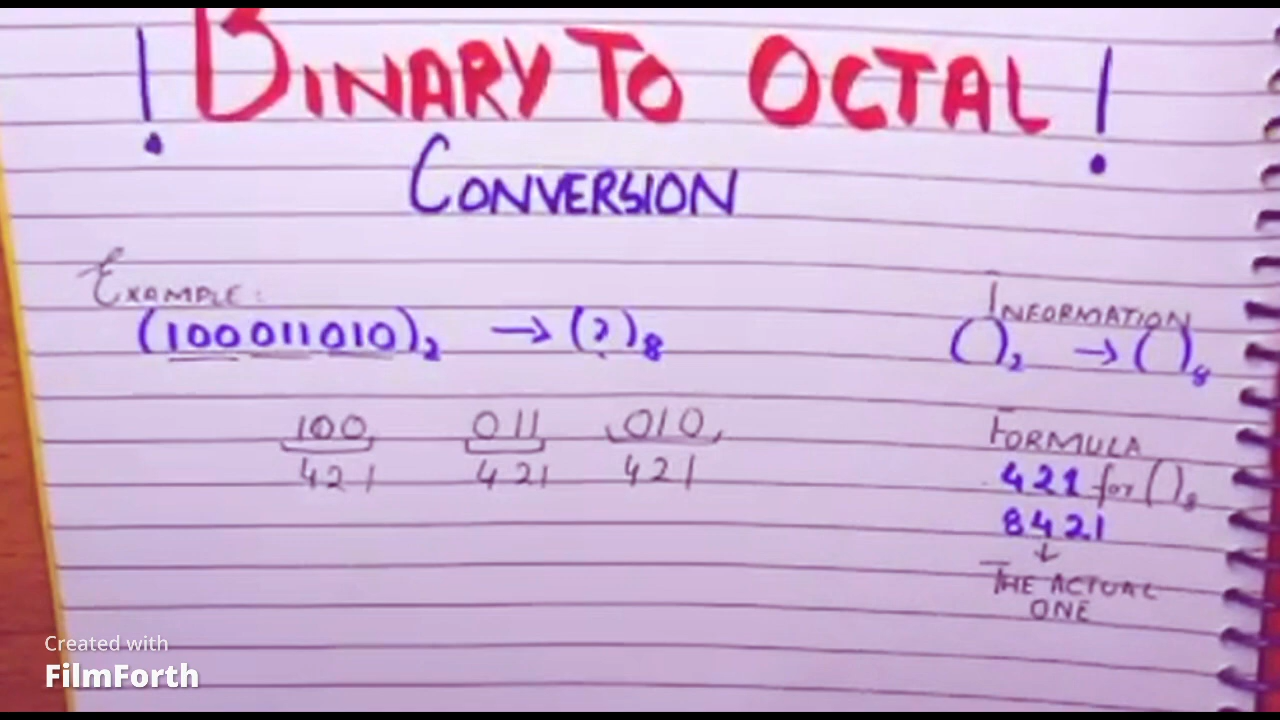 ! BINARY TO OCTAL !
CONVERSION
EXAMPLE:
(100011010)₂ → (?)₈
100 011 010
421 421 421
INFORMATION
()₂ → ()₈
FORMULA
421 for ()₈
8421
↓
THE ACTUAL
ONE
Created with
FilmForth